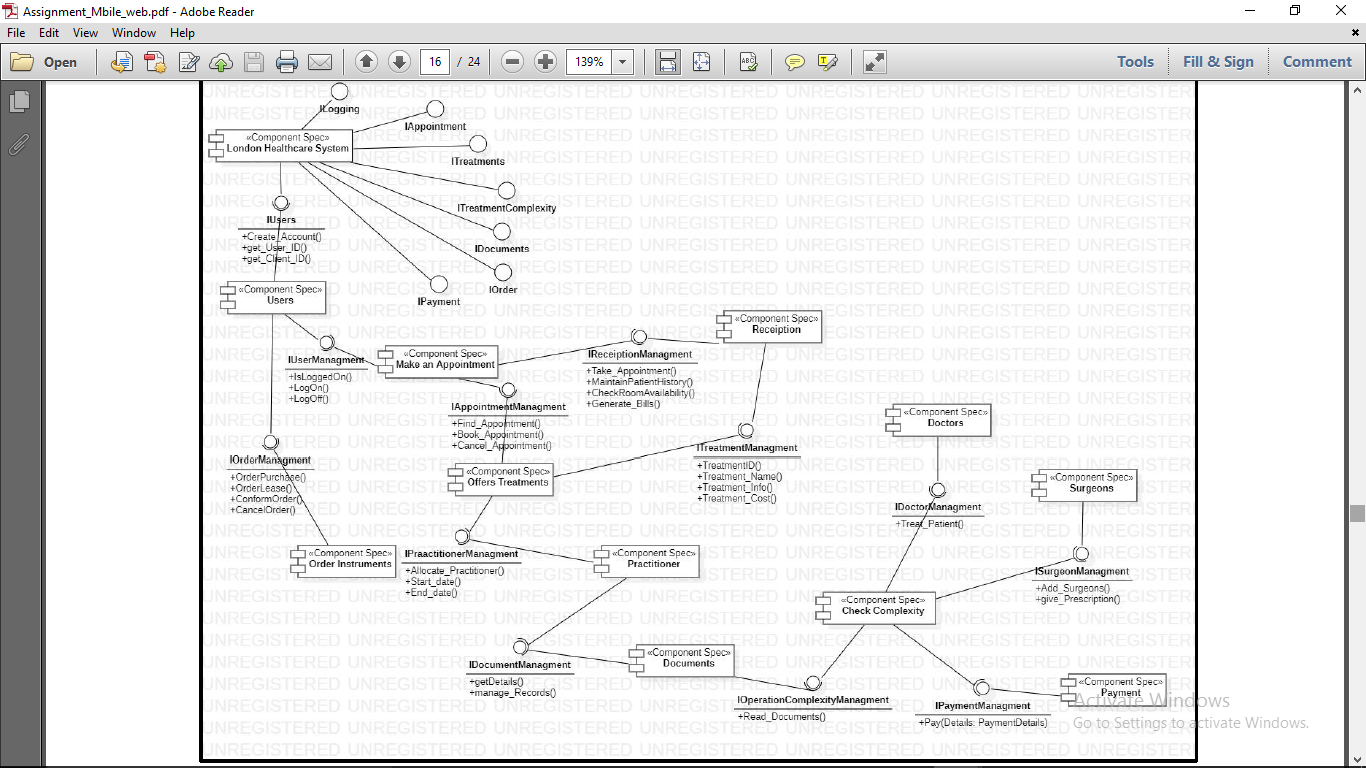 Assignment_Mbile_web.pdf - Adobe Reader
File Edit View Window Help
Open
16 / 24
139%
Tools
Fill & Sign
Comment
ILogging
IAppointment
«Component Spec»
London Healthcare System
ITreatments
ITreatmentComplexity
IUsers
+Create_Account()
+get_User_ID()
+get_Client_ID()
IDocuments
IOrder
IPayment
«Component Spec»
Users
«Component Spec»
Receiption
IUserManagment
+IsLoggedOn()
+LogOn()
+LogOff()
«Component Spec»
Make an Appointment
IReceiptionManagment
+Take_Appointment()
+MaintainPatientHistory()
+CheckRoomAvailability()
+Generate_Bills()
IAppointmentManagment
+Find_Appointment()
+Book_Appointment()
+Cancel_Appointment()
«Component Spec»
Doctors
IOrderManagment
+OrderPurchase()
+OrderLease()
+ConformOrder()
+CancelOrder()
«Component Spec»
Offers Treatments
ITreatmentManagment
+TreatmentID()
+Treatment_Name()
+Treatment_Info()
+Treatment_Cost()
«Component Spec»
Surgeons
IDoctorManagment
+Treat_Patient()
«Component Spec»
Order Instruments
IPraactitionerManagment
+Allocate_Practitioner()
+Start_date()
+End_date()
«Component Spec»
Practitioner
ISurgeonManagment
+Add_Surgeons()
+give_Prescription()
«Component Spec»
Check Complexity
IDocumentManagment
+getDetails()
+manage_Records()
«Component Spec»
Documents
IOperationComplexityManagment
+Read_Documents()
IPaymentManagment
+Pay(Details: PaymentDetails)
«Component Spec»
Payment
Activate Windows
Go to Settings to activate Windows.
UNREGISTERED UNREGISTERED UNREGISTERED UNREGISTERED UNREGISTERED UNREGISTERED